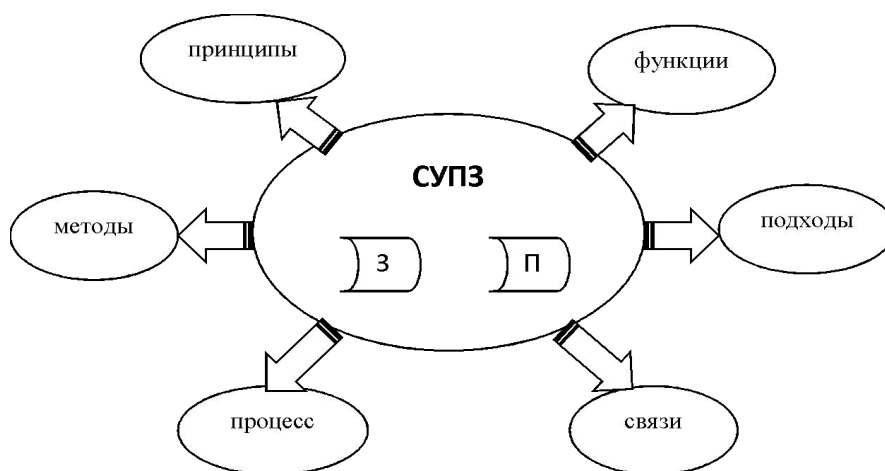 принципы
функции
СУПЗ
методы
подходы
З
П
процесс
связи